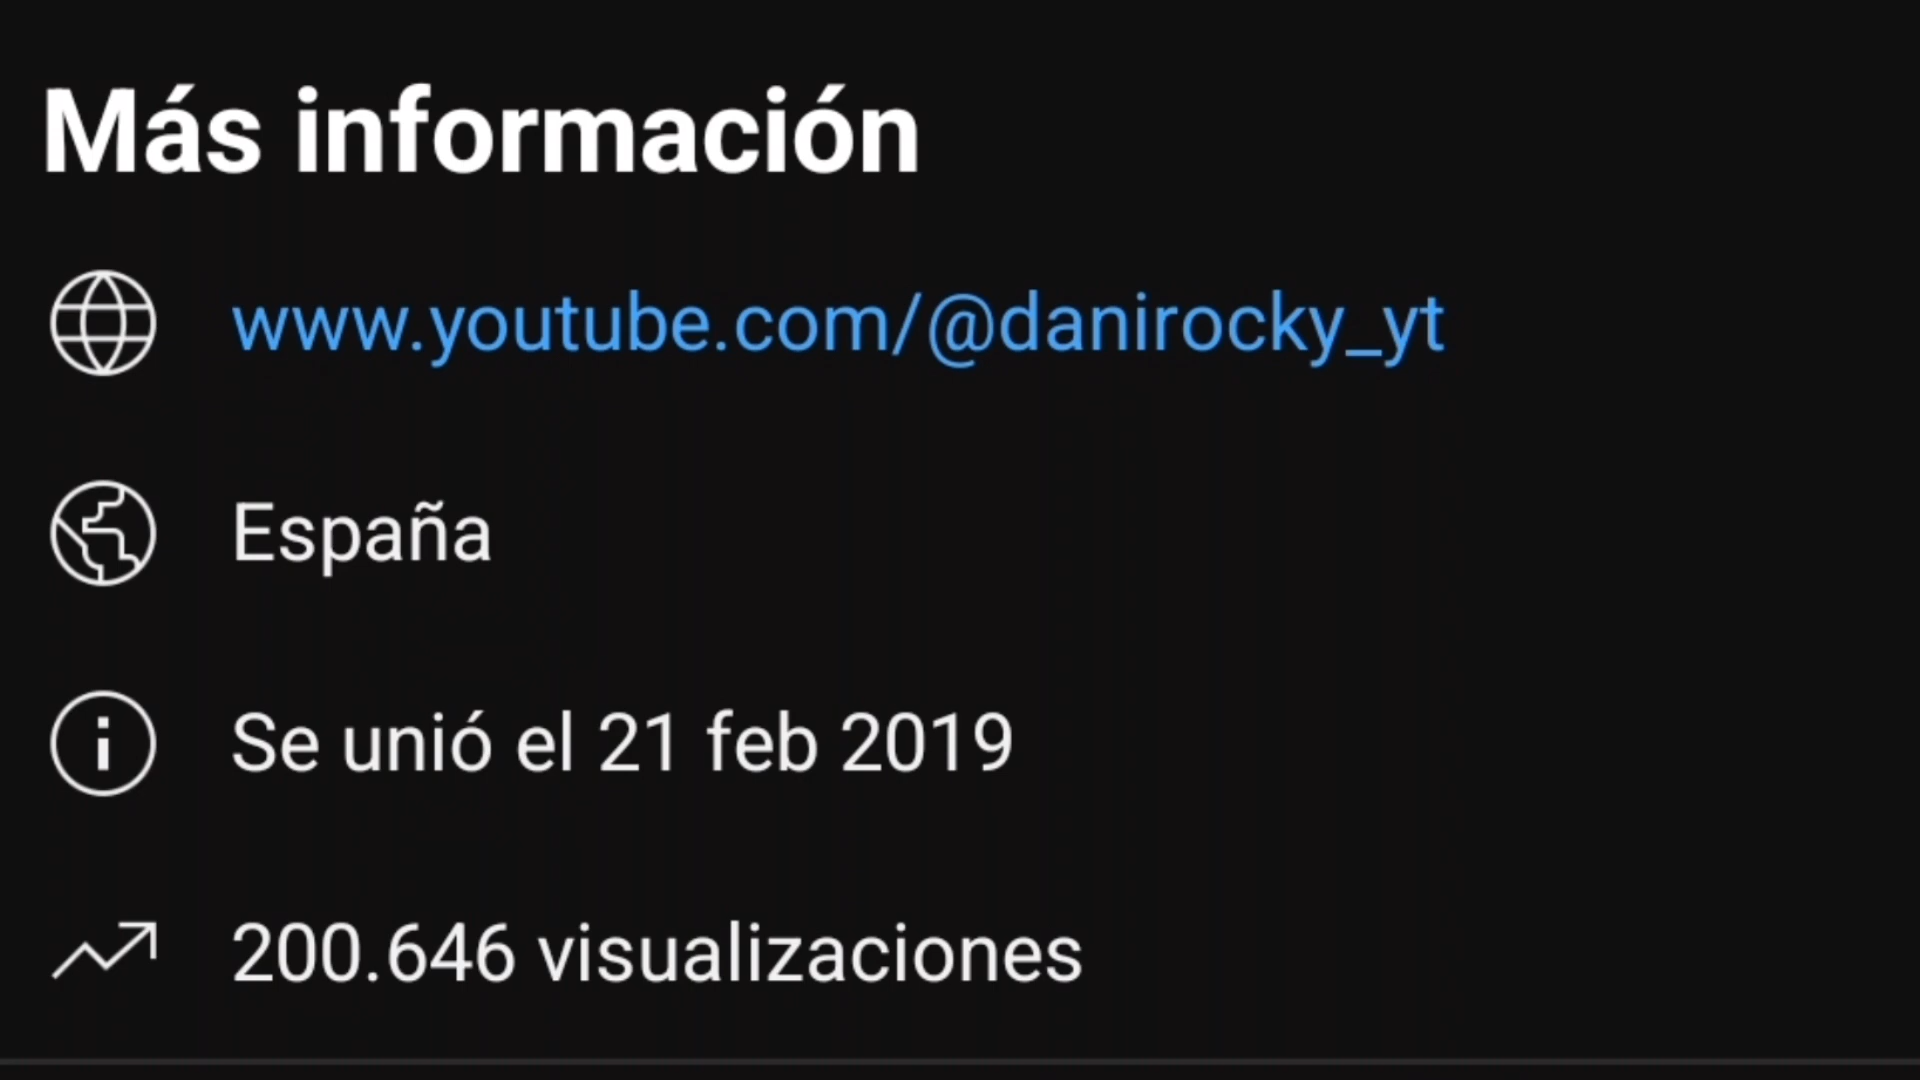 Más información
www.youtube.com/@danirocky_yt
España
Se unió el 21 feb 2019
200.646 visualizaciones